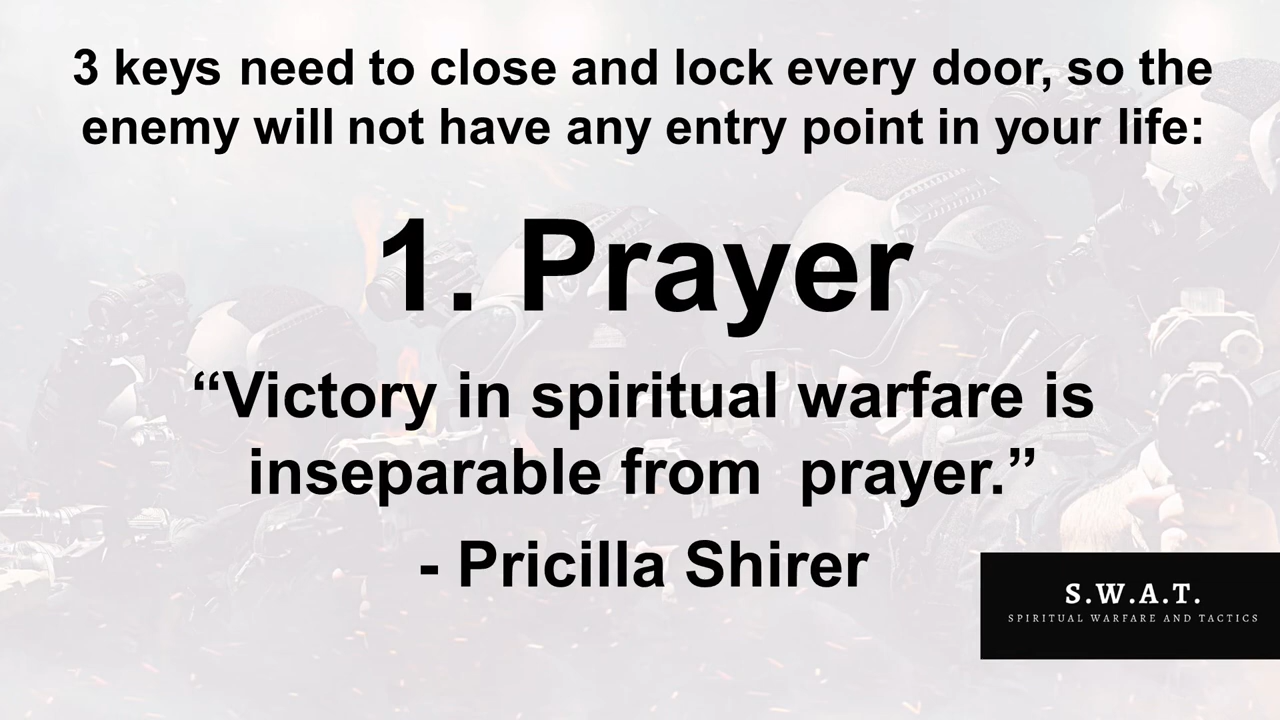 3 keys need to close and lock every door, so the
enemy will not have any entry point in your life:
1. Prayer
“Victory in spiritual warfare is
inseparable from  prayer.”
- Pricilla Shirer
S.W.A.T.
SPIRITUAL WARFARE AND TACTICS